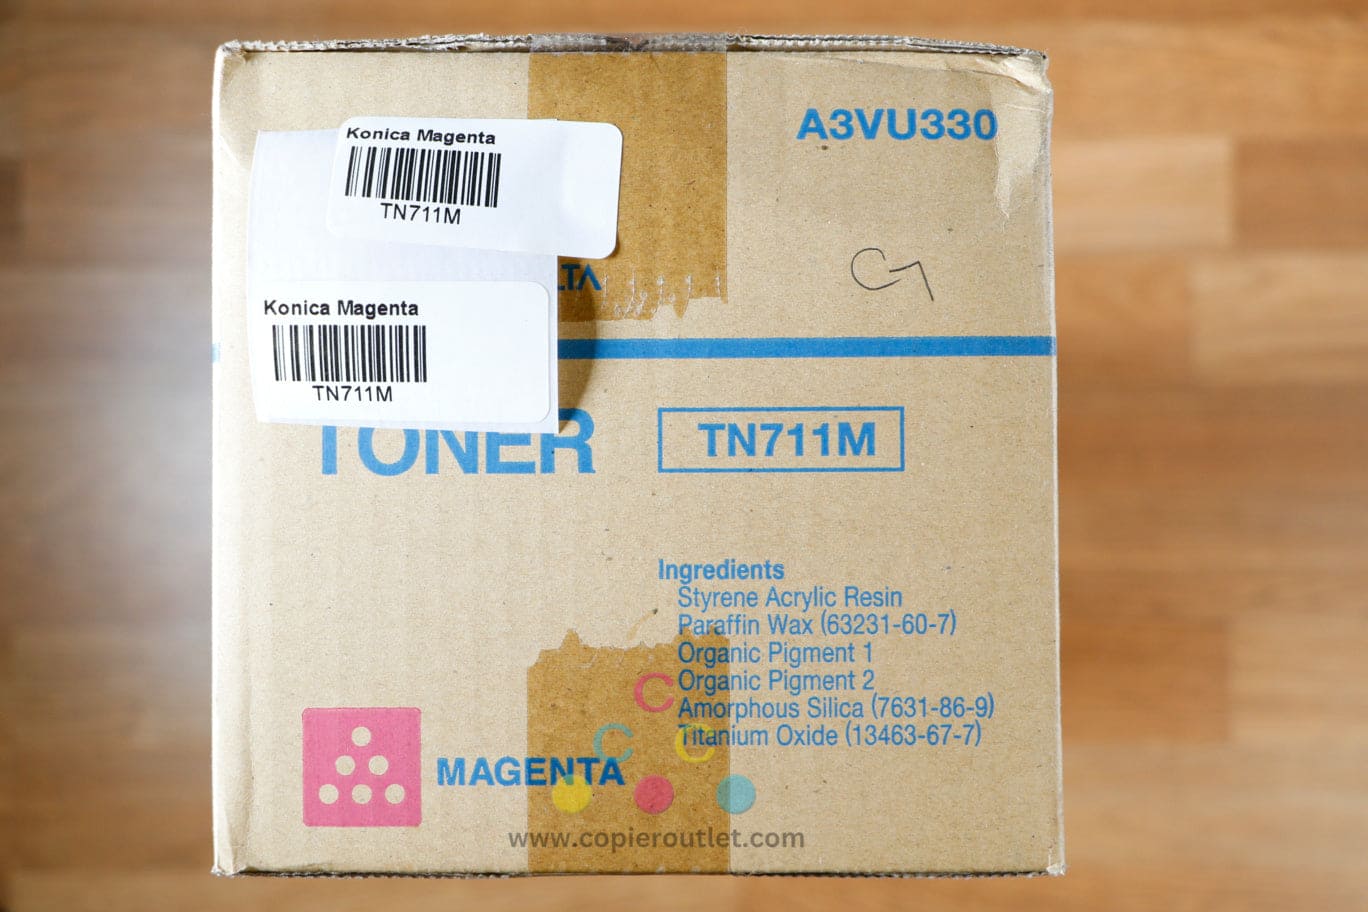 A3VU330
Konica Magenta
TN711M
LTA
Konica Magenta
TN711M
TONER
TN711M
Ingredients
Styrene Acrylic Resin
Paraffin Wax (63231-60-7)
Organic Pigment 1
Organic Pigment 2
Amorphous Silica (7631-86-9)
Titanium Oxide (13463-67-7)
MAGENTA
C
C C
www.copieroutlet.com